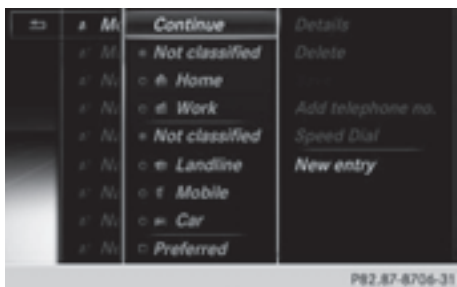 M
Continue
Not classified
Home
Work
Not classified
Landline
Mobile
Car
Preferred
M
N
N
N
N
N
N
Details
Delete
Add telephone no.
Speed Dial
New entry
P82.87-8706-31